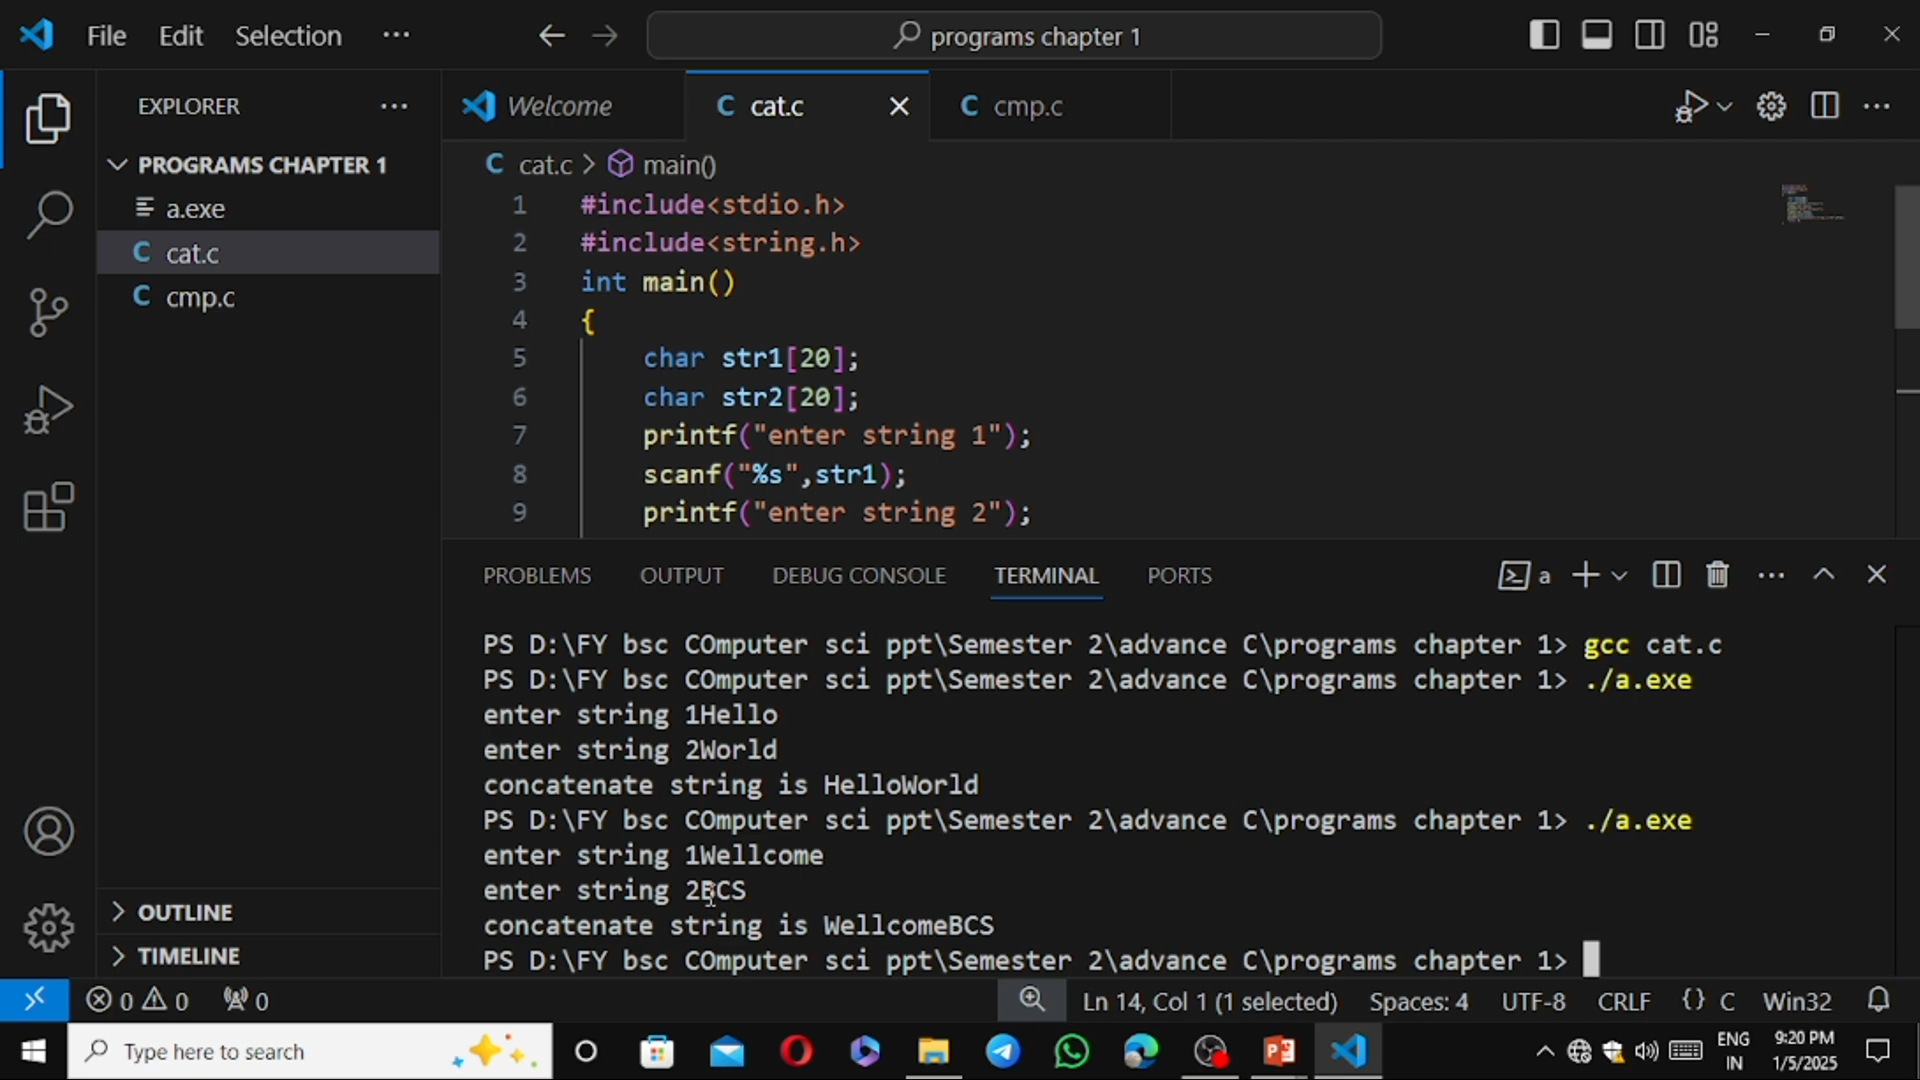 File Edit Selection ··· programs chapter 1
EXPLORER ···
PROGRAMS CHAPTER 1
a.exe
C cat.c
C cmp.c
OUTLINE
TIMELINE
Welcome C cat.c C cmp.c
C cat.c > main()
1 #include<stdio.h>
2 #include<string.h>
3 int main()
4 {
5 char str1[20];
6 char str2[20];
7 printf("enter string 1");
8 scanf("%s",str1);
9 printf("enter string 2");
PROBLEMS OUTPUT DEBUG CONSOLE TERMINAL PORTS a
PS D:\FY bsc COmputer sci ppt\Semester 2\advance C\programs chapter 1> gcc cat.c
PS D:\FY bsc COmputer sci ppt\Semester 2\advance C\programs chapter 1> ./a.exe
enter string 1Hello
enter string 2World
concatenate string is HelloWorld
PS D:\FY bsc COmputer sci ppt\Semester 2\advance C\programs chapter 1> ./a.exe
enter string 1Wellcome
enter string 2BCS
concatenate string is WellcomeBCS
PS D:\FY bsc COmputer sci ppt\Semester 2\advance C\programs chapter 1>
0 0 0 Ln 14, Col 1 (1 selected) Spaces: 4 UTF-8 CRLF {} C Win32
Type here to search ENG IN 9:20 PM 1/5/2025